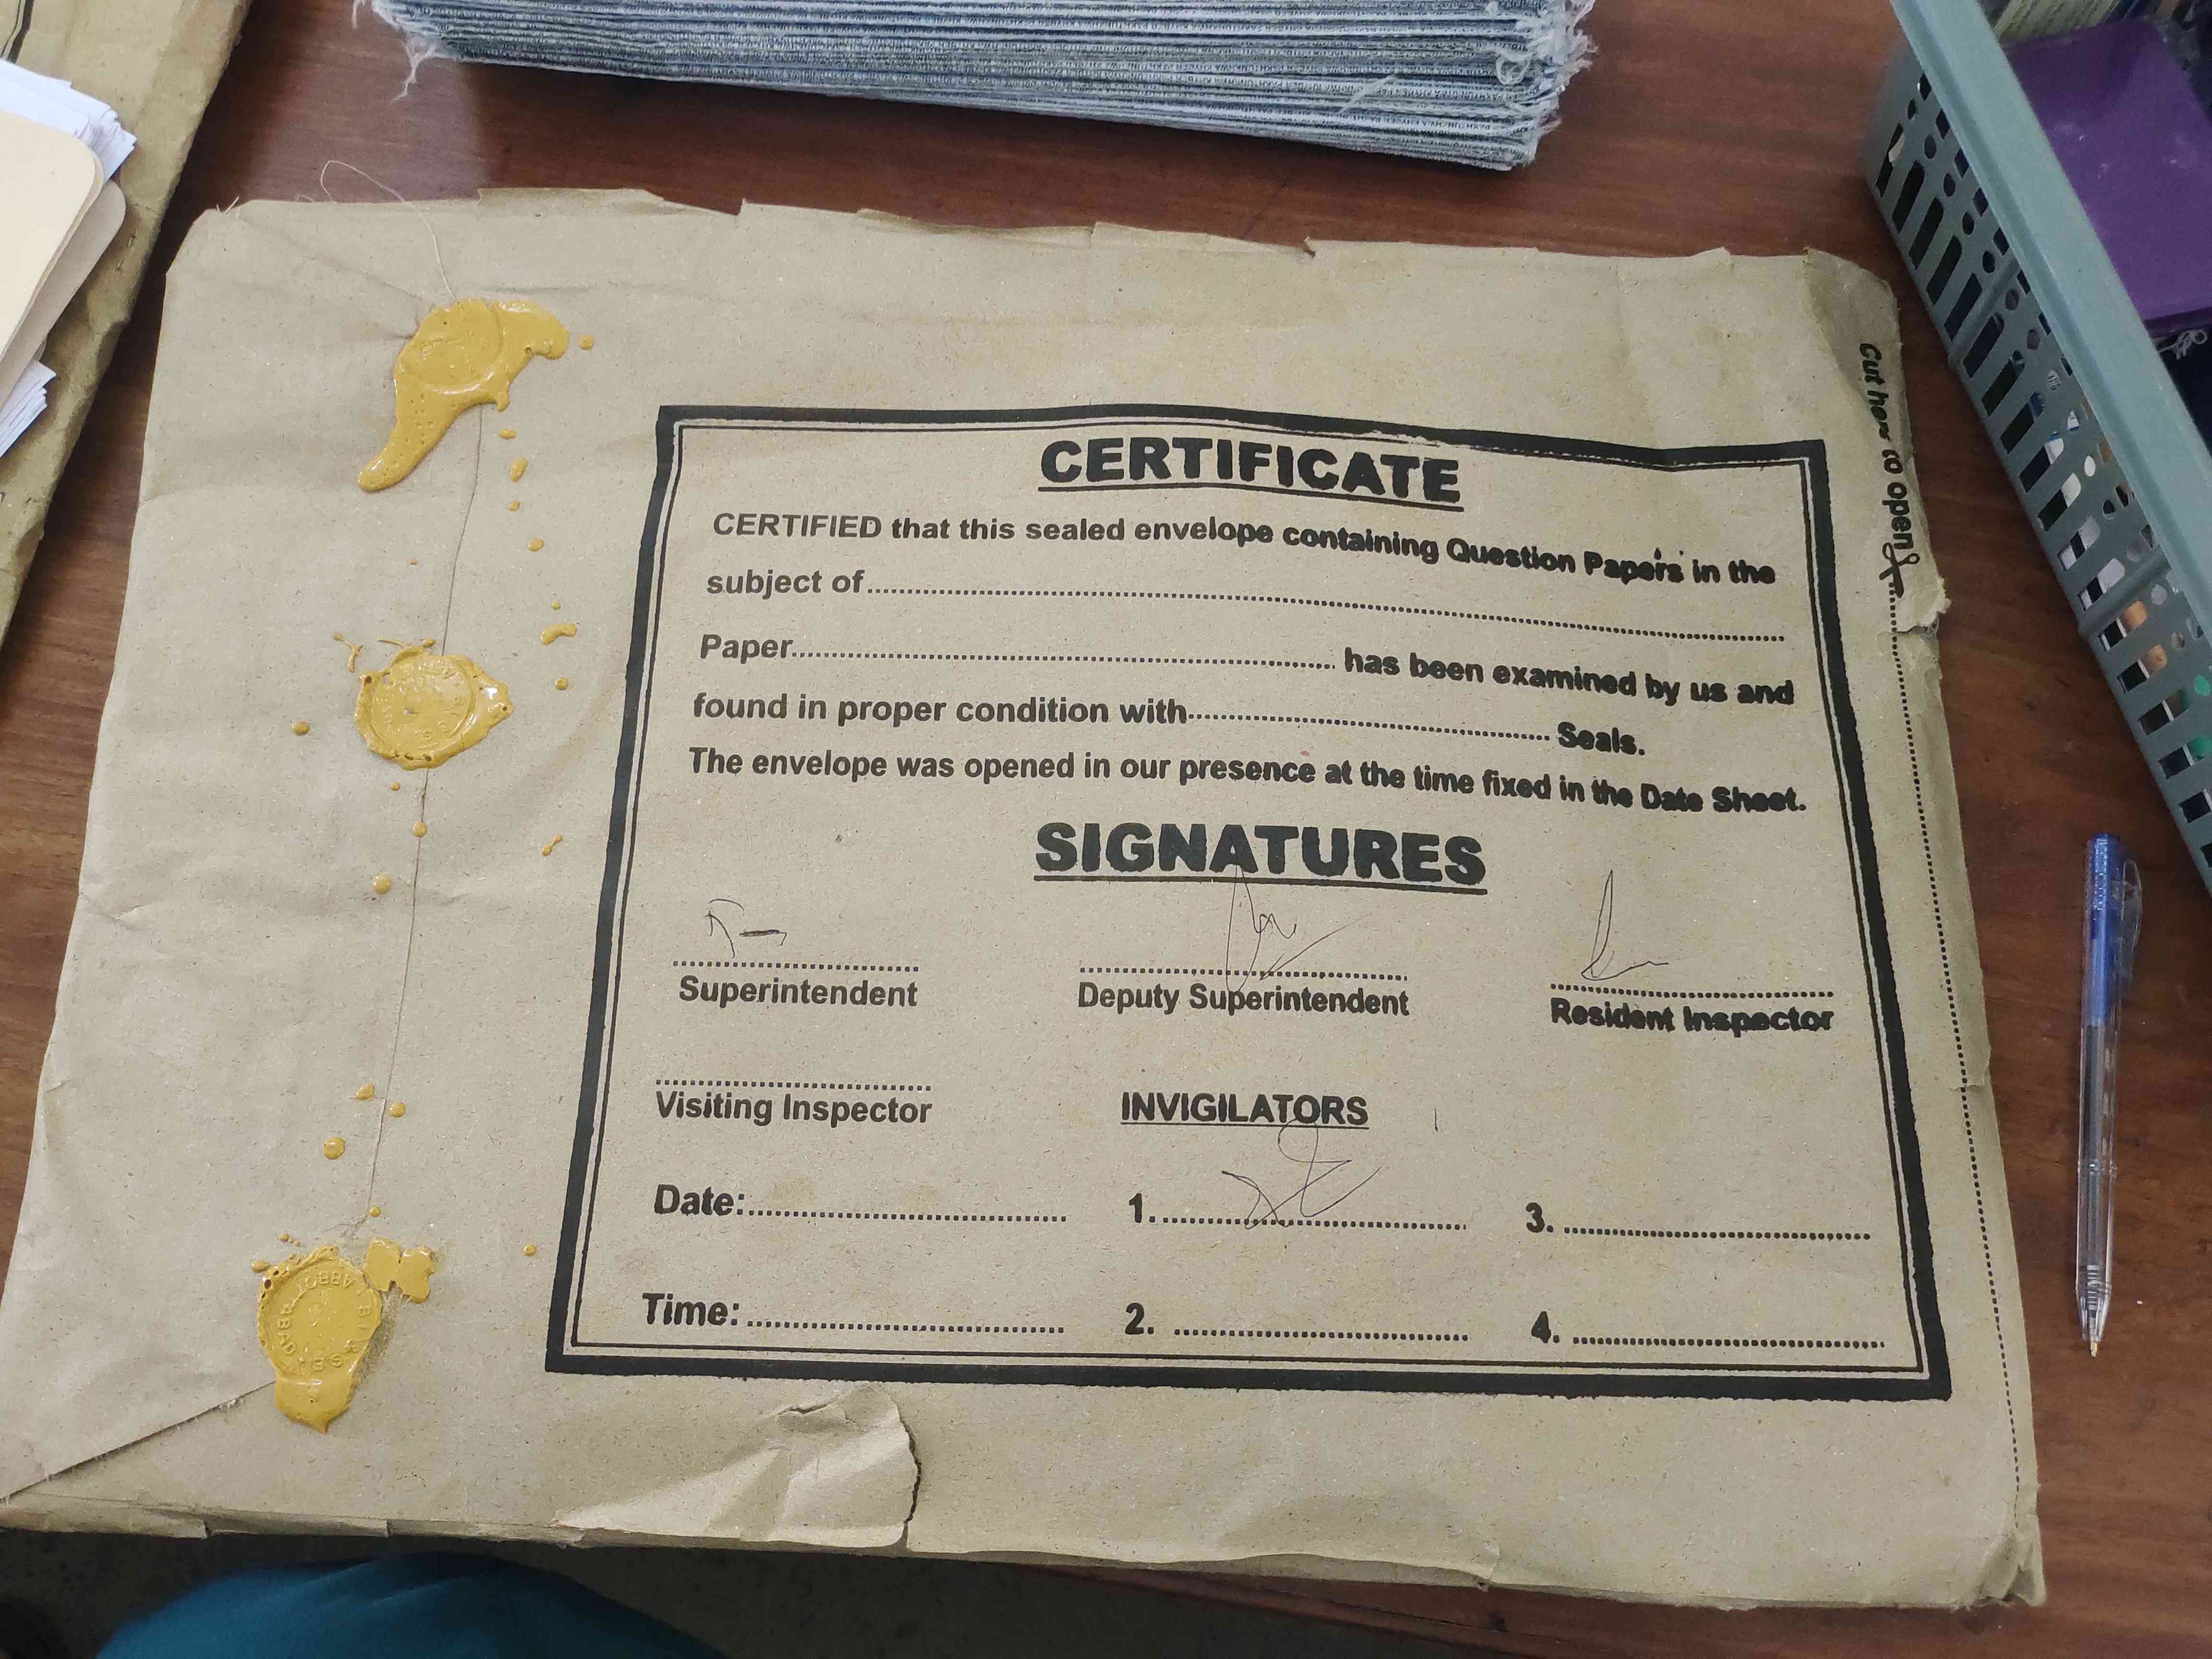 CERTIFICATE
CERTIFIED that this sealed envelope containing Question Papers in the
subject of
Paper has been examined by us and
found in proper condition with Seals.
The envelope was opened in our presence at the time fixed in the Date Sheet.
SIGNATURES
Superintendent Deputy Superintendent Resident Inspector
Visiting Inspector INVIGILATORS
Date: 1. 3.
Time: 2. 4.
Cut here to open
ABBOTTABAD